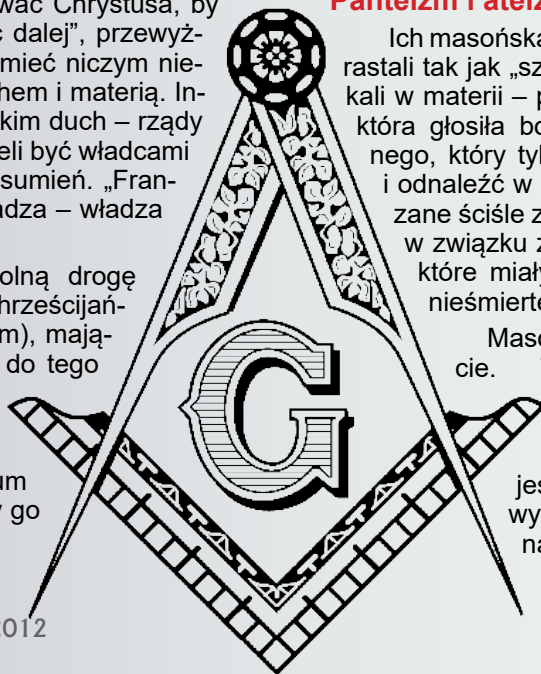 wać Chrystusa, by
ć dalej”, przewyż-
mieć niczym nie-
hem i materią. In-
kim duch – rządy
eli być władcami
sumień. „Fran-
adza – władza
olną drogę
hrześcijań-
m), mają-
do tego
um
go
2012
Panteizm i ateiz
Ich masońska
rastali tak jak „sz
kali w materii – p
która głosiła bo
nego, który tyl
i odnaleźć w
zane ściśle z
w związku z
które miały
nieśmierte
Maso
cie.
jes
wy
na
G